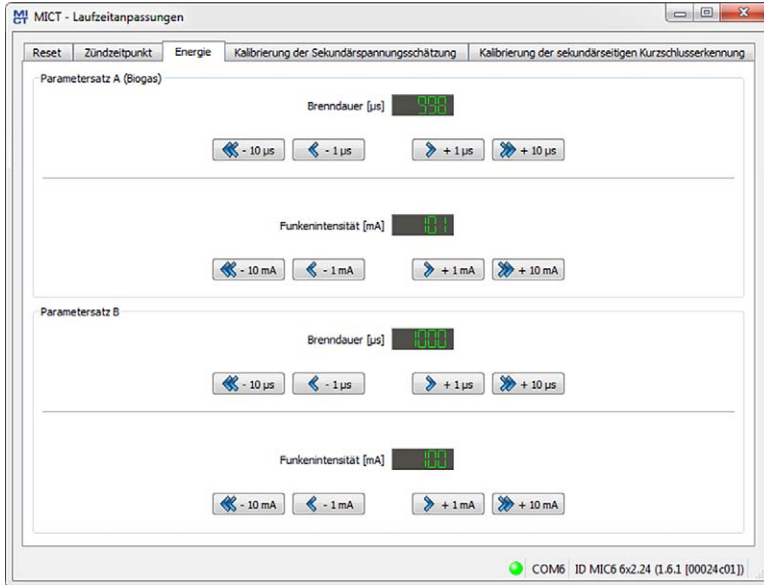 MICT - Laufzeitanpassungen
Reset Zündzeitpunkt Energie Kalibrierung der Sekundärspannungsschätzung Kalibrierung der sekundärseitigen Kurzschlusserkennung
Parametersatz A (Biogas)
Brenndauer [µs] 998
- 10 µs - 1 µs + 1 µs + 10 µs
Funkenintensität [mA] 101
- 10 mA - 1 mA + 1 mA + 10 mA
Parametersatz B
Brenndauer [µs] 1000
- 10 µs - 1 µs + 1 µs + 10 µs
Funkenintensität [mA] 100
- 10 mA - 1 mA + 1 mA + 10 mA
COM6 ID MIC6 6x2.24 (1.6.1 [00024c01])